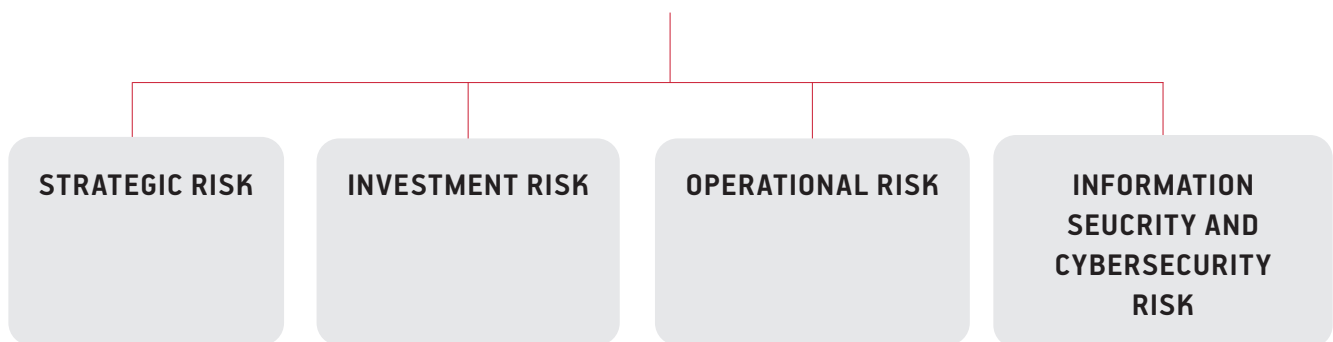 STRATEGIC RISK
INVESTMENT RISK
OPERATIONAL RISK
INFORMATION
SEUCRITY AND
CYBERSECURITY
RISK